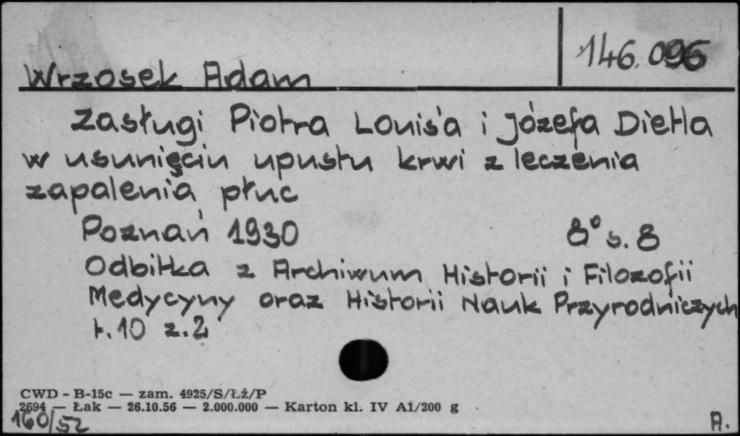 146.096
Wrzosek Adam
Zasługi Piotra Louis'a i Józefa Dietla
w usunięciu upustu krwi z leczenia
zapalenia płuc
Poznań 1930 8° s. 8
Odbitka z Archiwum Historii i Filozofii
Medycyny oraz Historii Nauk Przyrodniczych
t. 10 z. 2
CWD - B-15c — zam. 4925/S/Łź/P
2694 — Łak — 26.10.56 — 2.000.000 — Karton kl. IV A1/200 g
160/52 A.